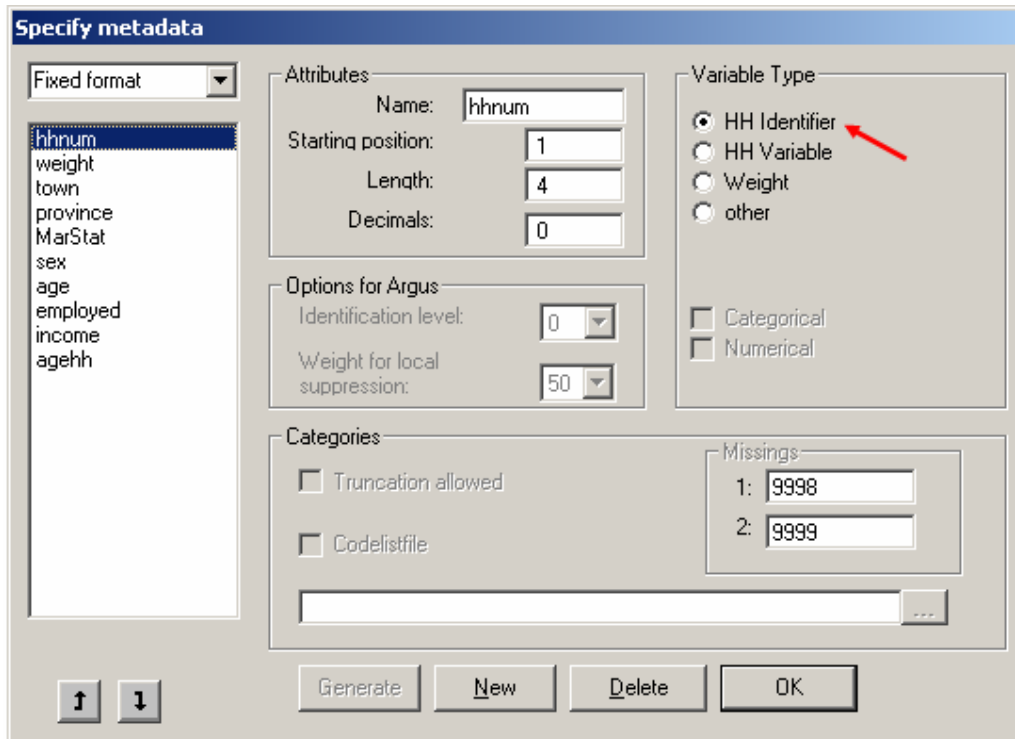 Specify metadata
Fixed format
hhnum
weight
town
province
MarStat
sex
age
employed
income
agehh
Attributes
Name: hhnum
Starting position: 1
Length: 4
Decimals: 0
Options for Argus
Identification level: 0
Weight for local
suppression: 50
Variable Type
HH Identifier
HH Variable
Weight
other
Categorical
Numerical
Categories
Truncation allowed
Codelistfile
Missings
1: 9998
2: 9999
...
Generate New Delete OK